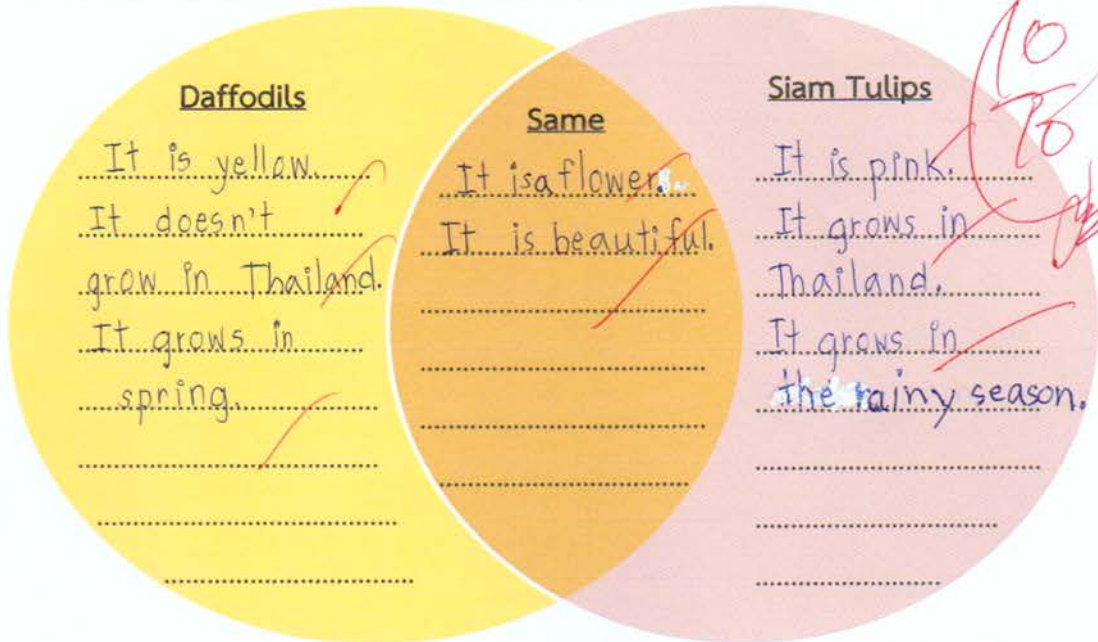 Daffodils
It is yellow.
It doesn't
grow in Thailand.
It grows in
spring.
Same
It is a flower.
It is beautiful.
Siam Tulips
It is pink.
It grows in
Thailand.
It grows in
the rainy season.
10
10